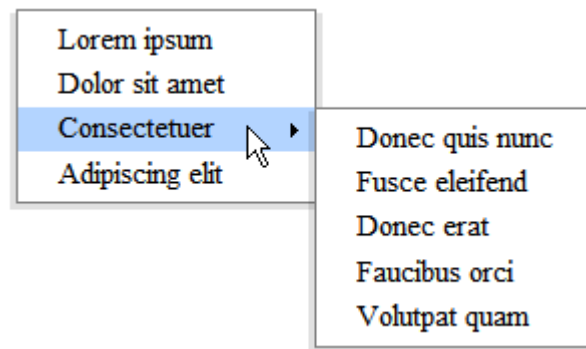 Lorem ipsum
Dolor sit amet
Consectetuer
Adipiscing elit
Donec quis nunc
Fusce eleifend
Donec erat
Faucibus orci
Volutpat quam